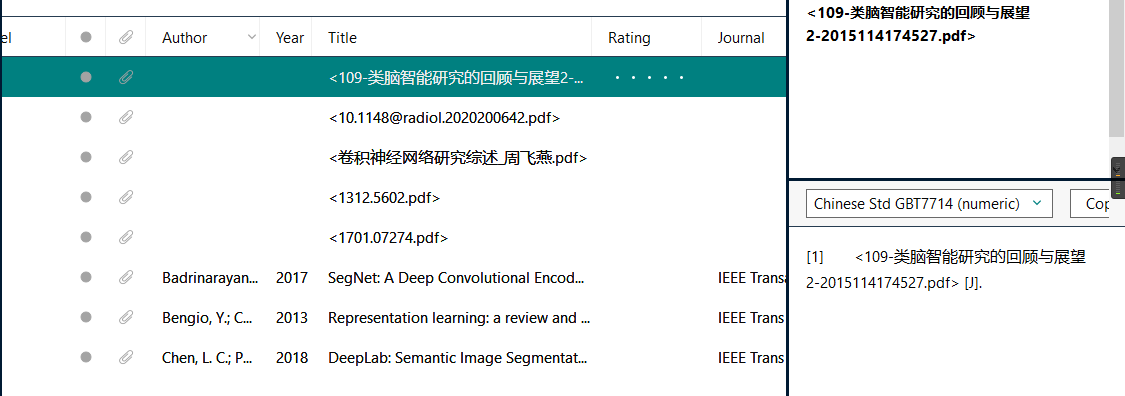 el Author Year Title Rating Journal
<109-类脑智能研究的回顾与展望2-...
<10.1148@radiol.2020200642.pdf>
<卷积神经网络研究综述_周飞燕.pdf>
<1312.5602.pdf>
<1701.07274.pdf>
Badrinarayan... 2017 SegNet: A Deep Convolutional Encod... IEEE Transa
Bengio, Y.; C... 2013 Representation learning: a review and ... IEEE Trans
Chen, L. C.; P... 2018 DeepLab: Semantic Image Segmentat... IEEE Trans
<109-类脑智能研究的回顾与展望
2-2015114174527.pdf>
Chinese Std GBT7714 (numeric) Cop
[1] <109-类脑智能研究的回顾与展望
2-2015114174527.pdf> [J].